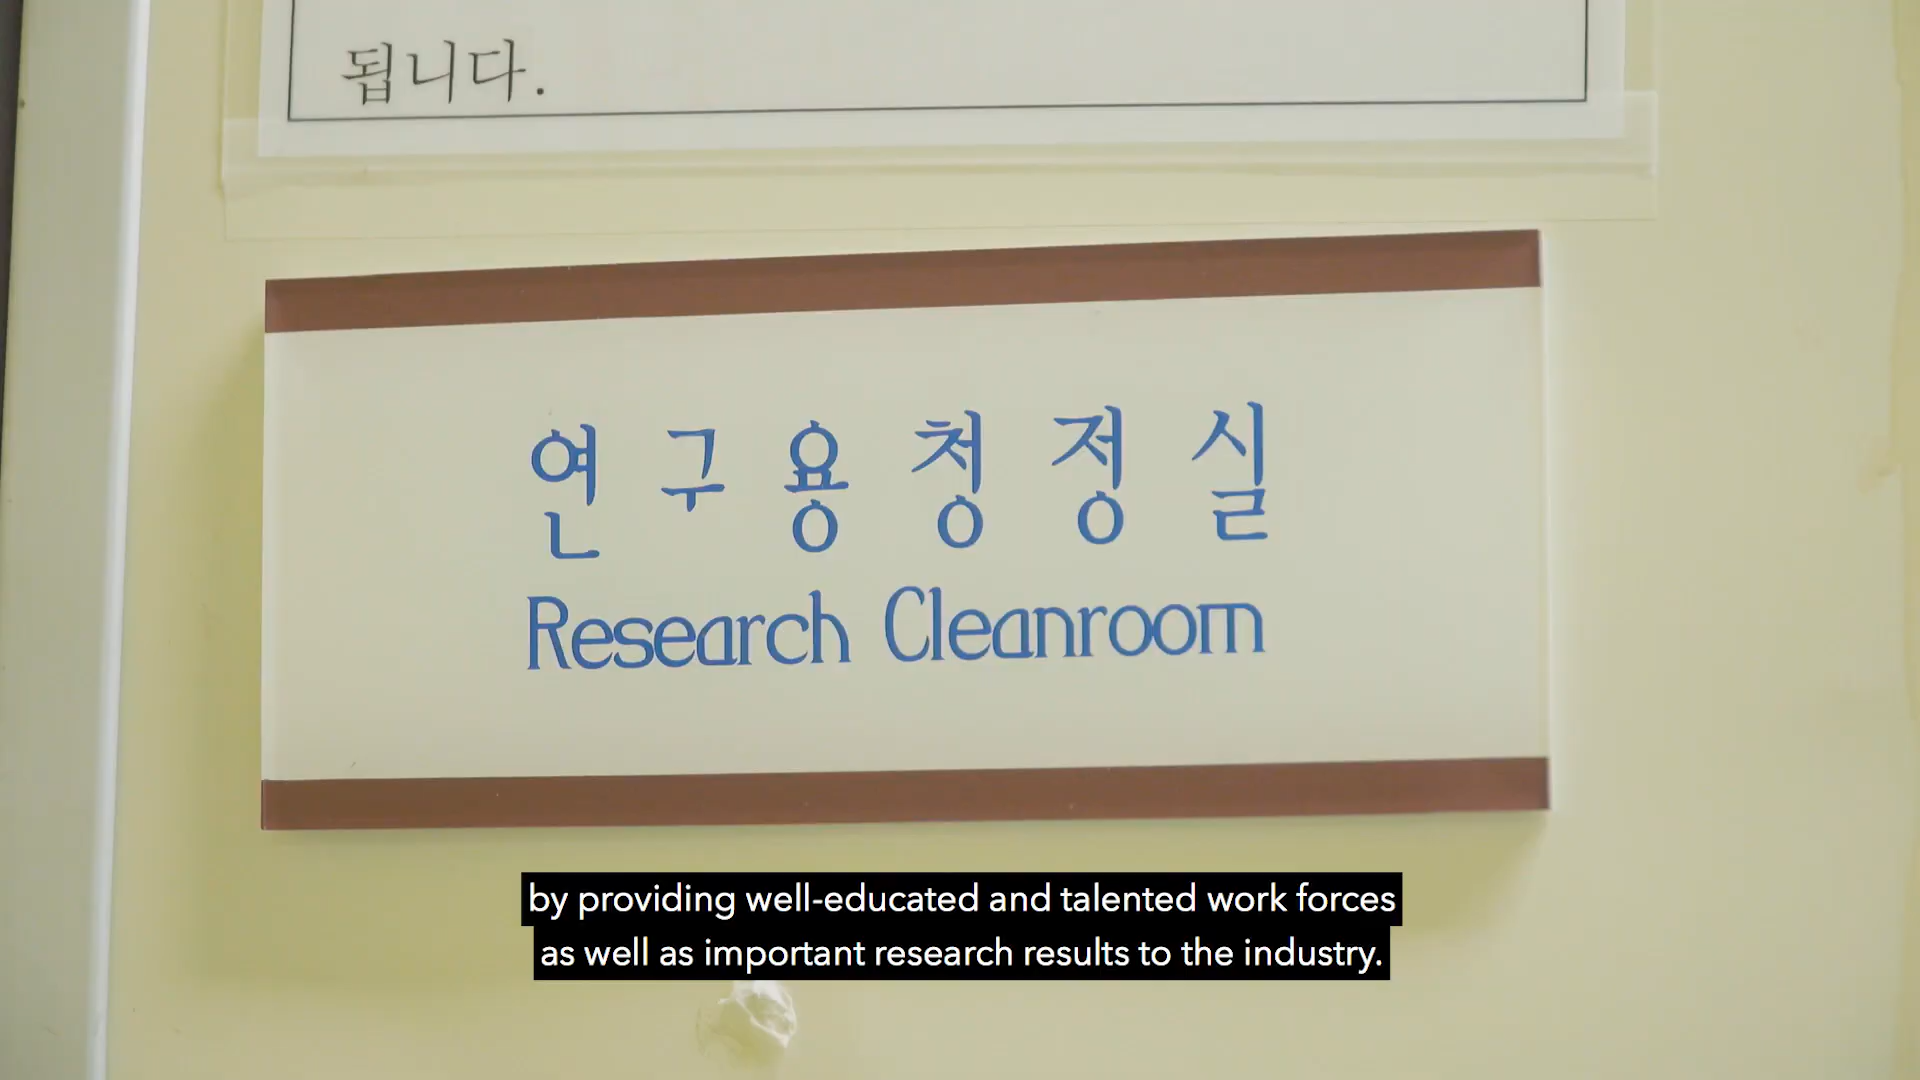 됩니다.
연구용청정실
Research Cleanroom
by providing well-educated and talented work forces
as well as important research results to the industry.